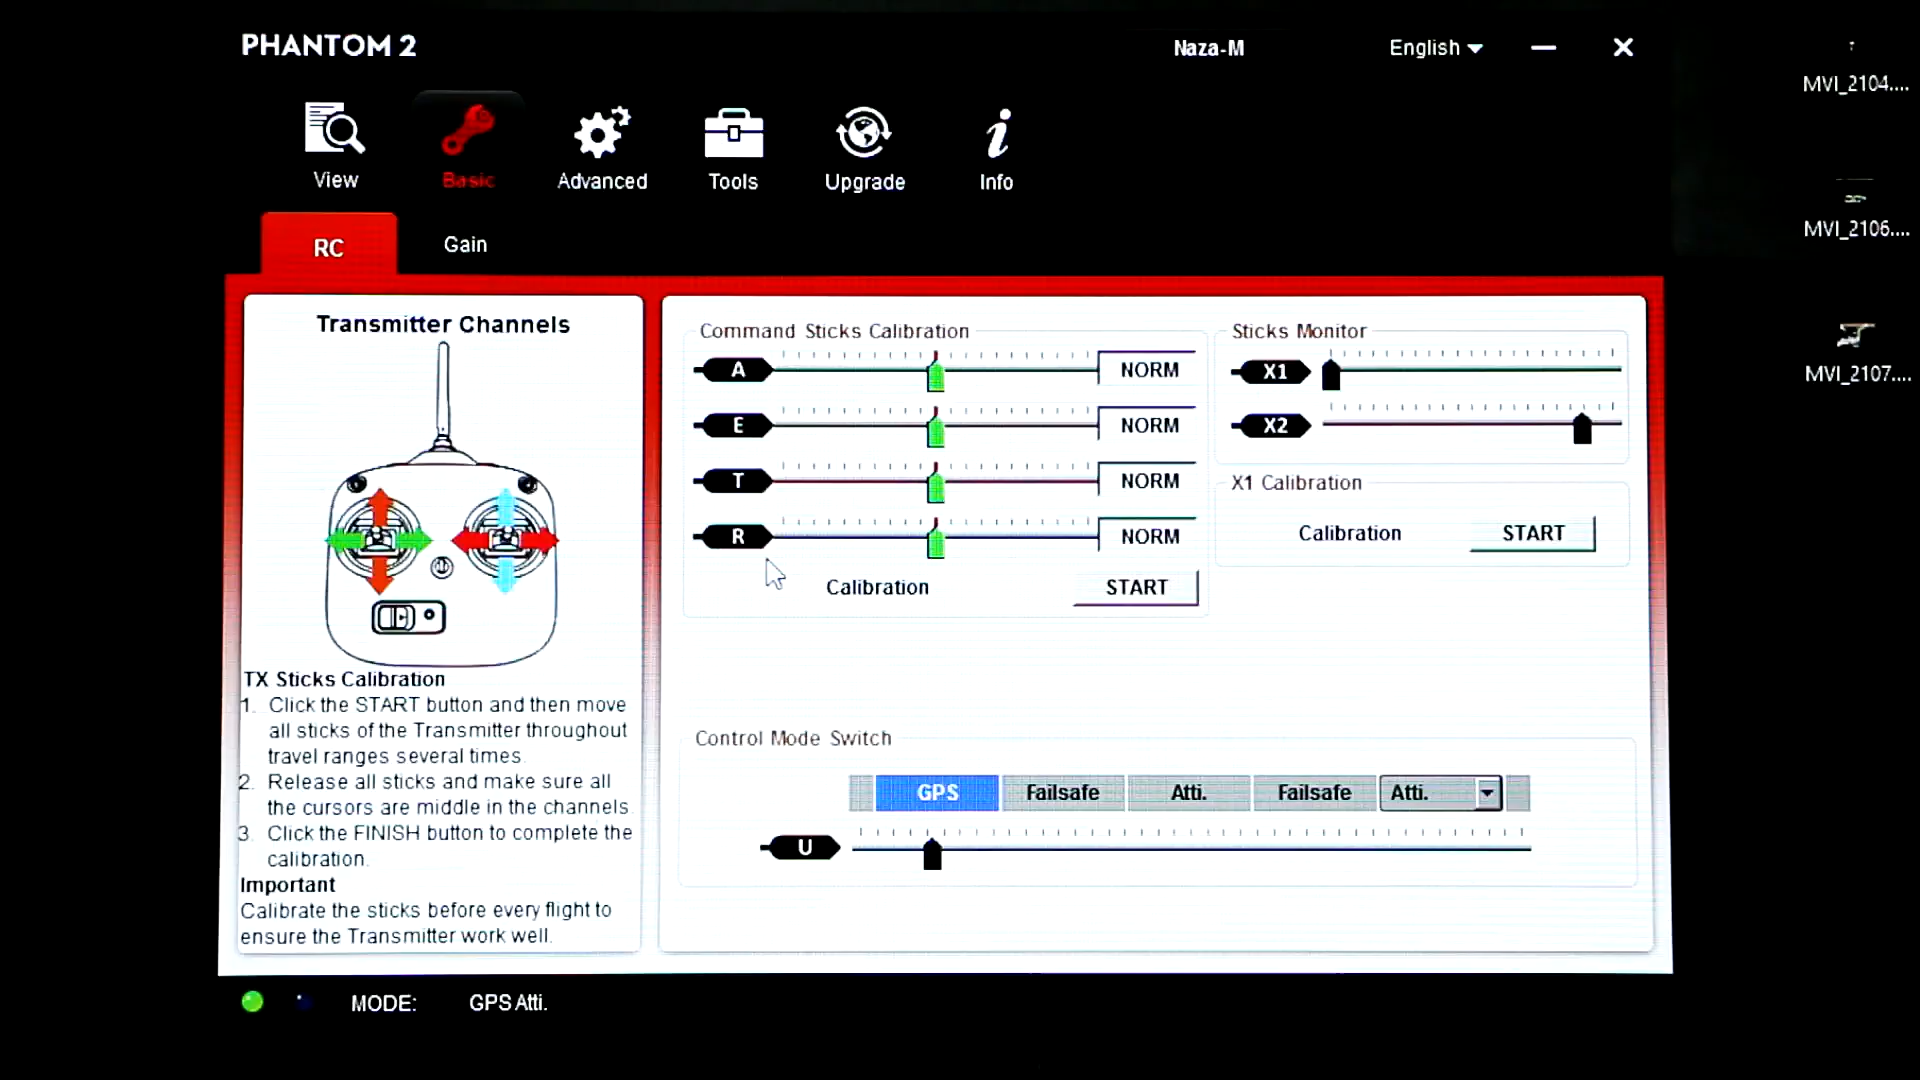 PHANTOM 2
Naza-M
English
View
Basic
Advanced
Tools
Upgrade
Info
RC
Gain
Transmitter Channels
TX Sticks Calibration
1. Click the START button and then move
all sticks of the Transmitter throughout
travel ranges several times.
2. Release all sticks and make sure all
the cursors are middle in the channels.
3. Click the FINISH button to complete the
calibration.
Important
Calibrate the sticks before every flight to
ensure the Transmitter work well.
Command Sticks Calibration
A NORM
E NORM
T NORM
R NORM
Calibration START
Sticks Monitor
X1
X2
X1 Calibration
Calibration START
Control Mode Switch
GPS Failsafe Atti. Failsafe Atti.
U
MODE: GPS Atti.
MVI_2104....
MVI_2106....
MVI_2107....